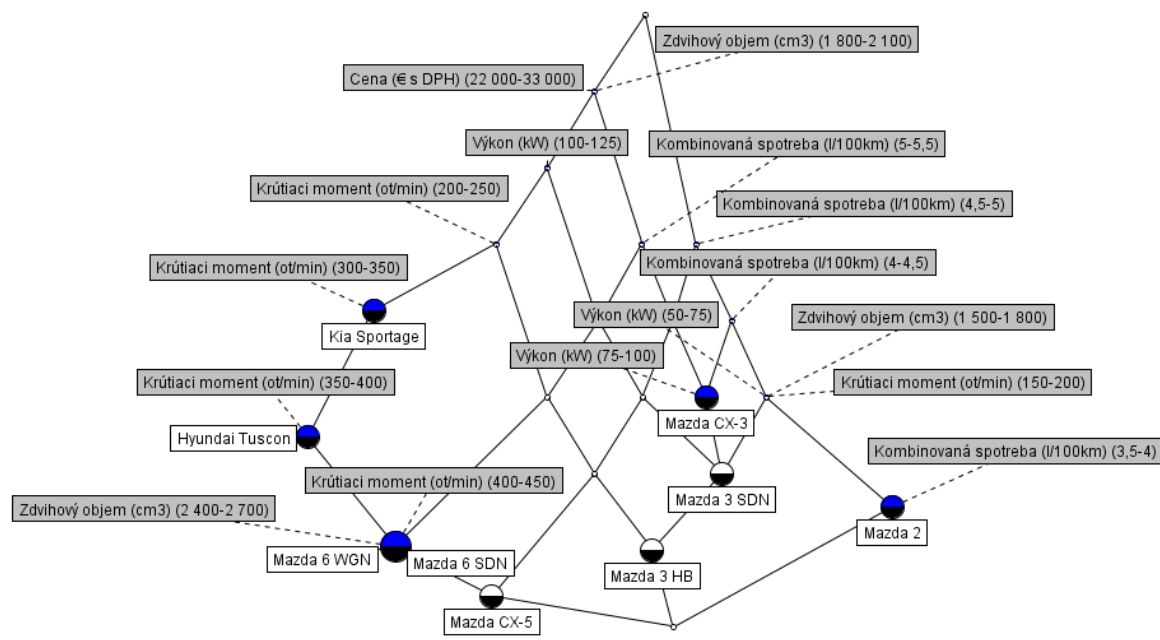 Zdvihový objem (cm3) (1 800-2 100)
Cena (€ s DPH) (22 000-33 000)
Výkon (kW) (100-125)
Kombinovaná spotreba (l/100km) (5-5,5)
Krútiaci moment (ot/min) (200-250)
Kombinovaná spotreba (l/100km) (4,5-5)
Krútiaci moment (ot/min) (300-350)
Kombinovaná spotreba (l/100km) (4-4,5)
Výkon (kW) (50-75)
Zdvihový objem (cm3) (1 500-1 800)
Kia Sportage
Výkon (kW) (75-100)
Krútiaci moment (ot/min) (350-400)
Krútiaci moment (ot/min) (150-200)
Mazda CX-3
Hyundai Tuscon
Kombinovaná spotreba (l/100km) (3,5-4)
Krútiaci moment (ot/min) (400-450)
Mazda 3 SDN
Zdvihový objem (cm3) (2 400-2 700)
Mazda 2
Mazda 6 WGN
Mazda 6 SDN
Mazda 3 HB
Mazda CX-5